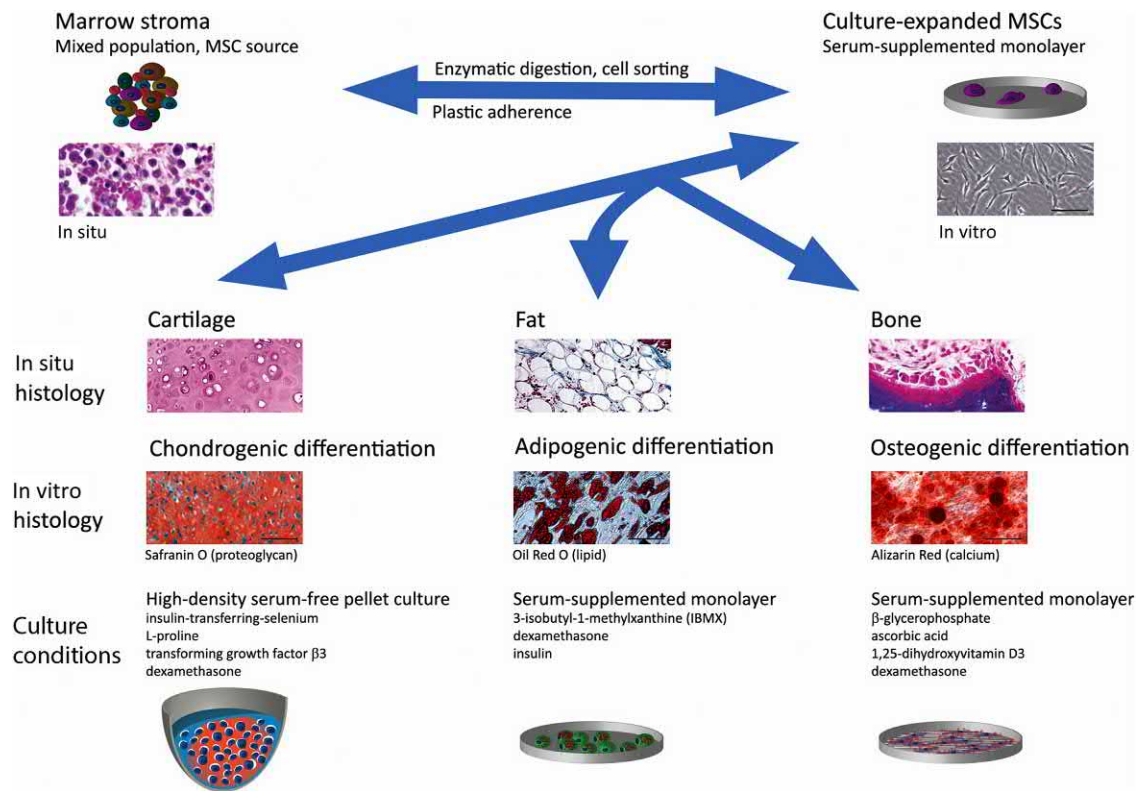 Marrow stroma
Mixed population, MSC source
Culture-expanded MSCs
Serum-supplemented monolayer
Enzymatic digestion, cell sorting
Plastic adherence
In situ
In vitro
Cartilage
Fat
Bone
In situ
histology
Chondrogenic differentiation
Adipogenic differentiation
Osteogenic differentiation
In vitro
histology
Safranin O (proteoglycan)
Oil Red O (lipid)
Alizarin Red (calcium)
Culture
conditions
High-density serum-free pellet culture
insulin-transferring-selenium
L-proline
transforming growth factor β3
dexamethasone
Serum-supplemented monolayer
3-isobutyl-1-methylxanthine (IBMX)
dexamethasone
insulin
Serum-supplemented monolayer
β-glycerophosphate
ascorbic acid
1,25-dihydroxyvitamin D3
dexamethasone